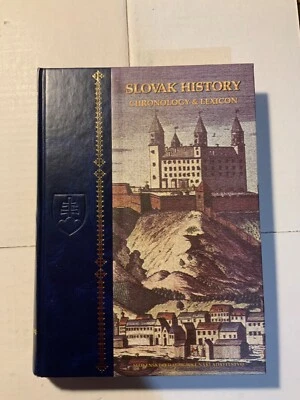 SLOVAK HISTORY
CHRONOLOGY & LEXICON